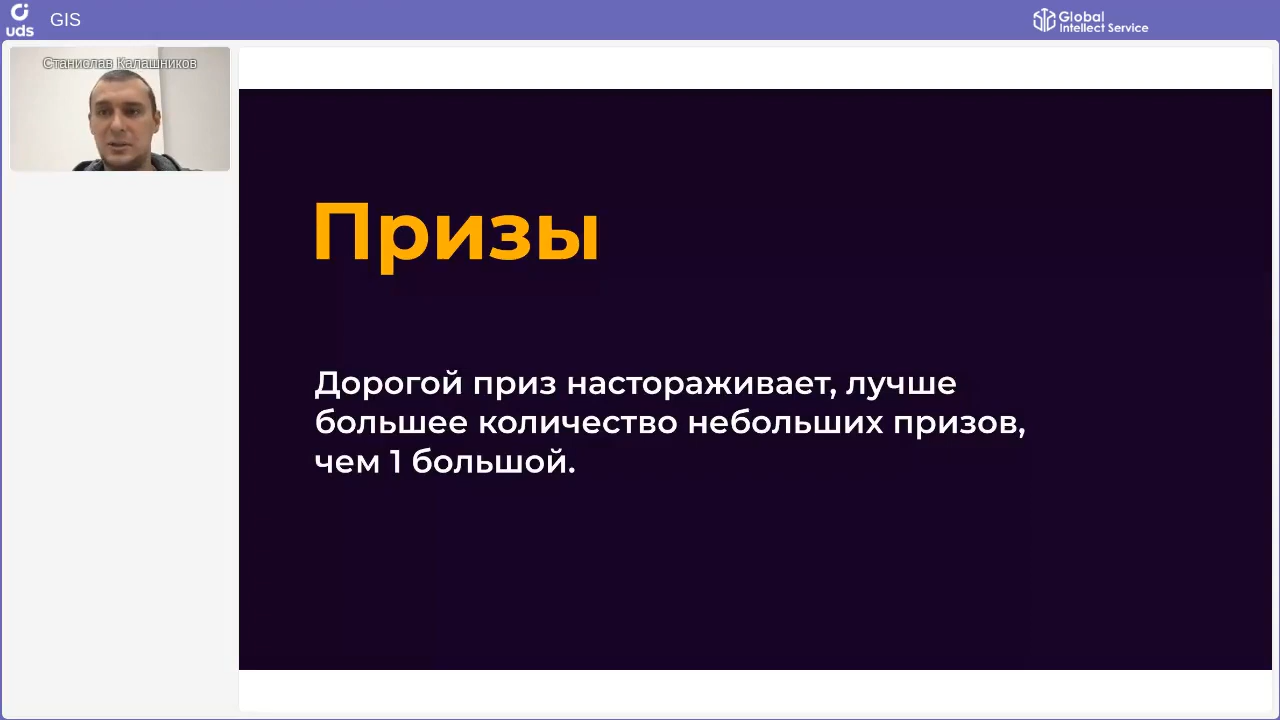 uds
GIS
Global
Intellect Service
Станислав Калашников
Призы
Дорогой приз настораживает, лучше
большее количество небольших призов,
чем 1 большой.